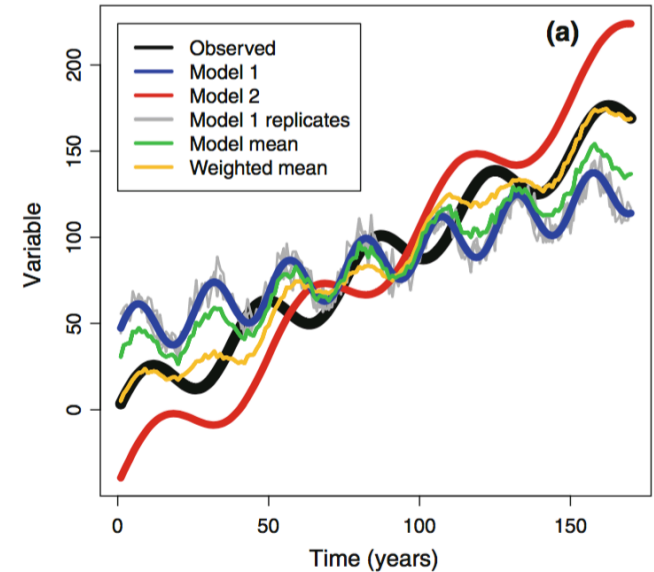 (a)
Observed
Model 1
Model 2
Model 1 replicates
Model mean
Weighted mean
Variable
200
150
100
50
0
0 50 100 150
Time (years)